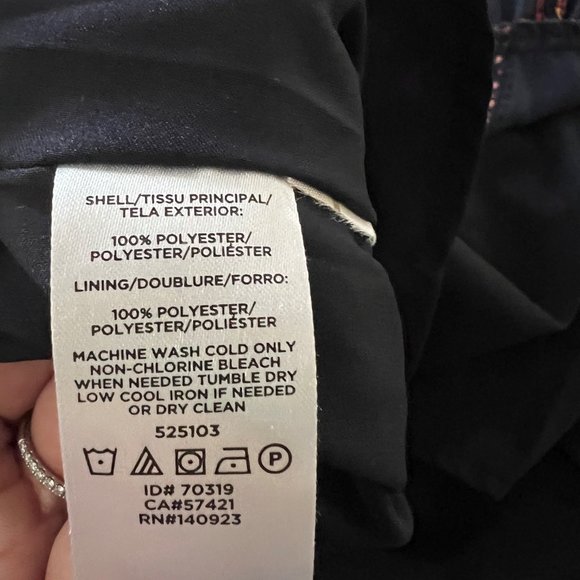 SHELL/TISSU PRINCIPAL/
TELA EXTERIOR:
100% POLYESTER/
POLYESTER/POLIÉSTER
LINING/DOUBLURE/FORRO:
100% POLYESTER/
POLYESTER/POLIÉSTER
MACHINE WASH COLD ONLY
NON-CHLORINE BLEACH
WHEN NEEDED TUMBLE DRY
LOW COOL IRON IF NEEDED
OR DRY CLEAN
525103
P
ID# 70319
CA#57421
RN#140923